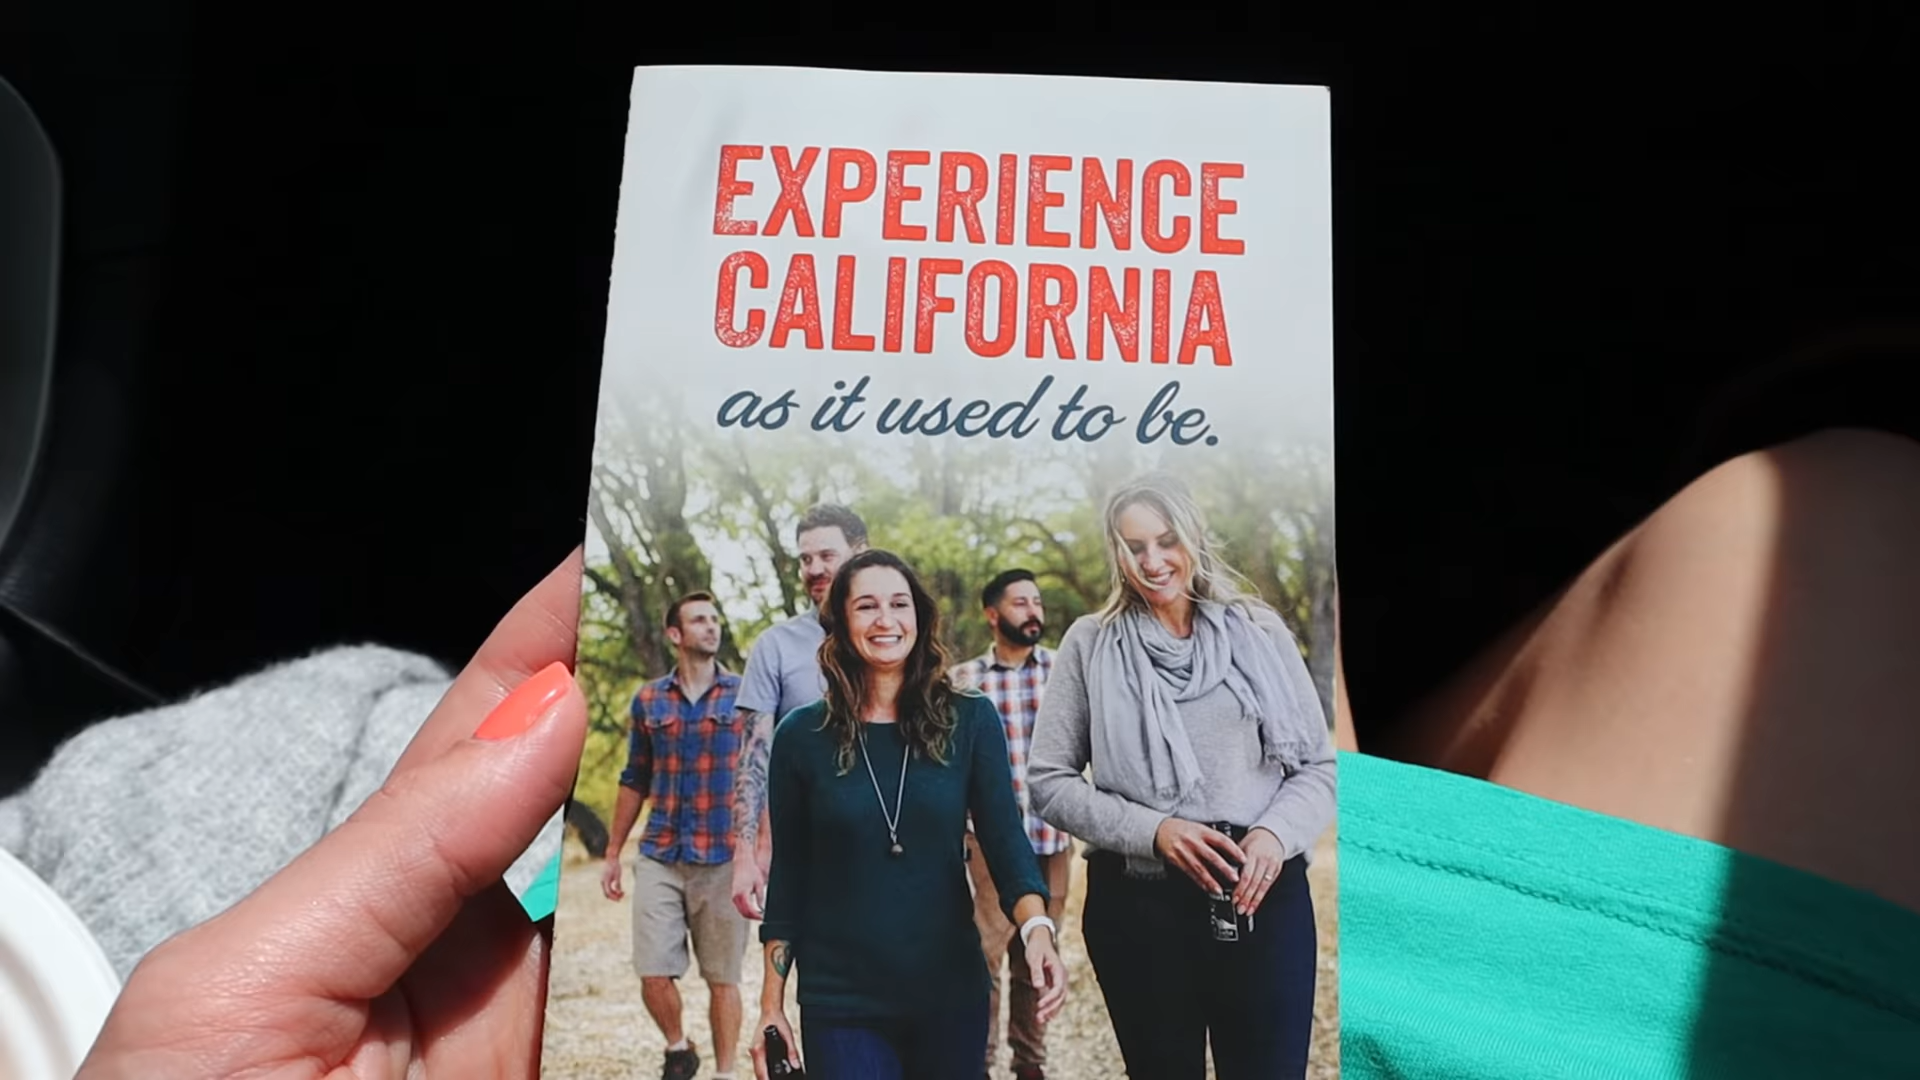 EXPERIENCE
CALIFORNIA
as it used to be.